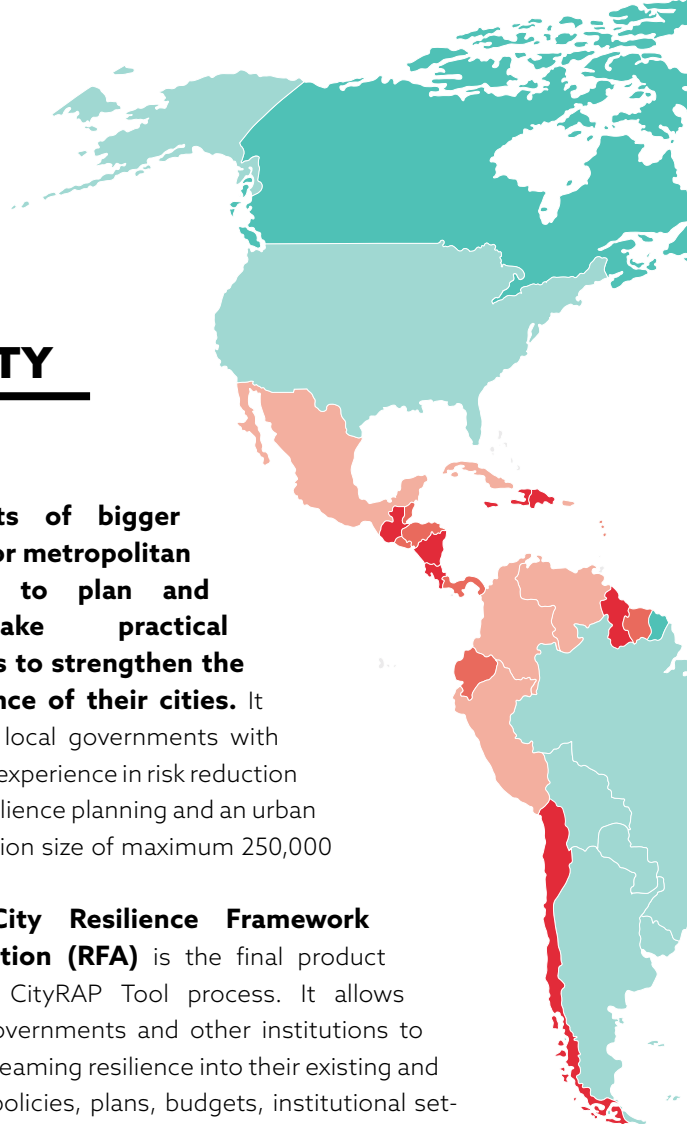 TY
ts of bigger
or metropolitan
to plan and
ake practical
s to strengthen the
nce of their cities. It
local governments with
experience in risk reduction
ilience planning and an urban
ion size of maximum 250,000
City Resilience Framework
tion (RFA) is the final product
CityRAP Tool process. It allows
overnments and other institutions to
eaming resilience into their existing and
policies, plans, budgets, institutional set-